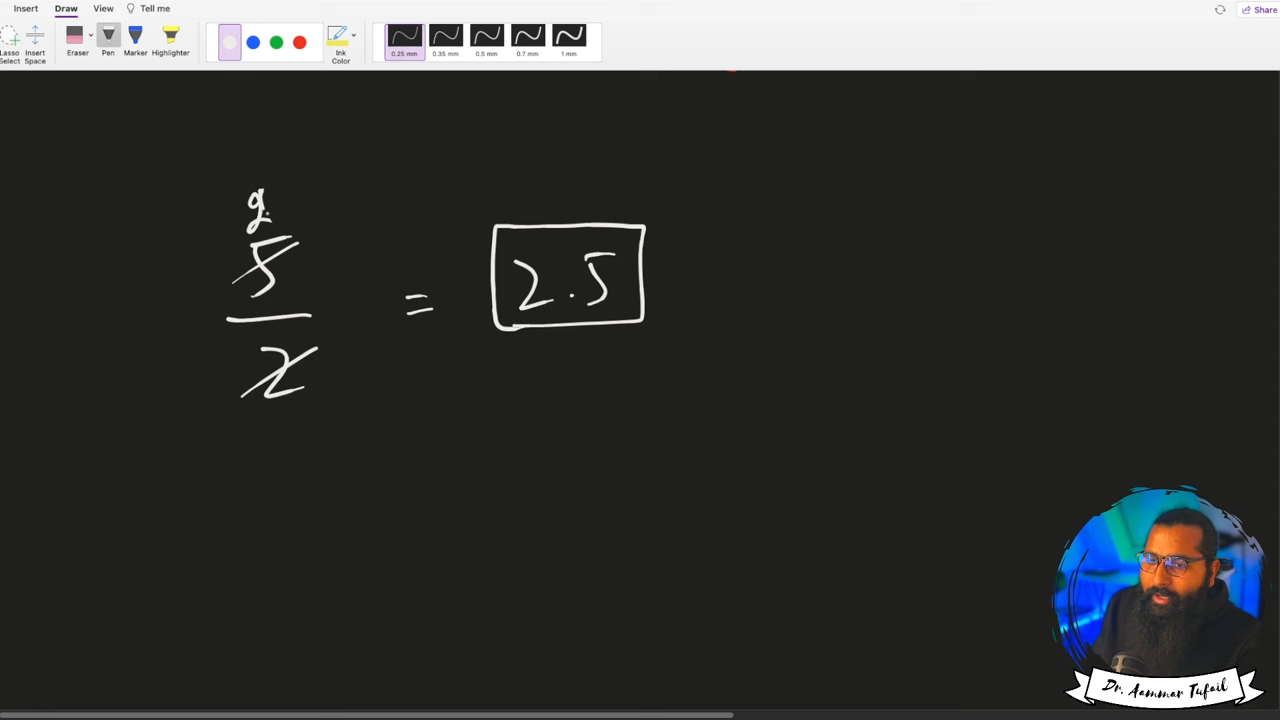 Insert Draw View Tell me
Share
Lasso Select
Insert Space
Eraser
Pen
Marker
Highlighter
Ink Color
0.25 mm
0.35 mm
0.5 mm
0.7 mm
1 mm
5
= 2.5
2
Dr. Aammar Tufail